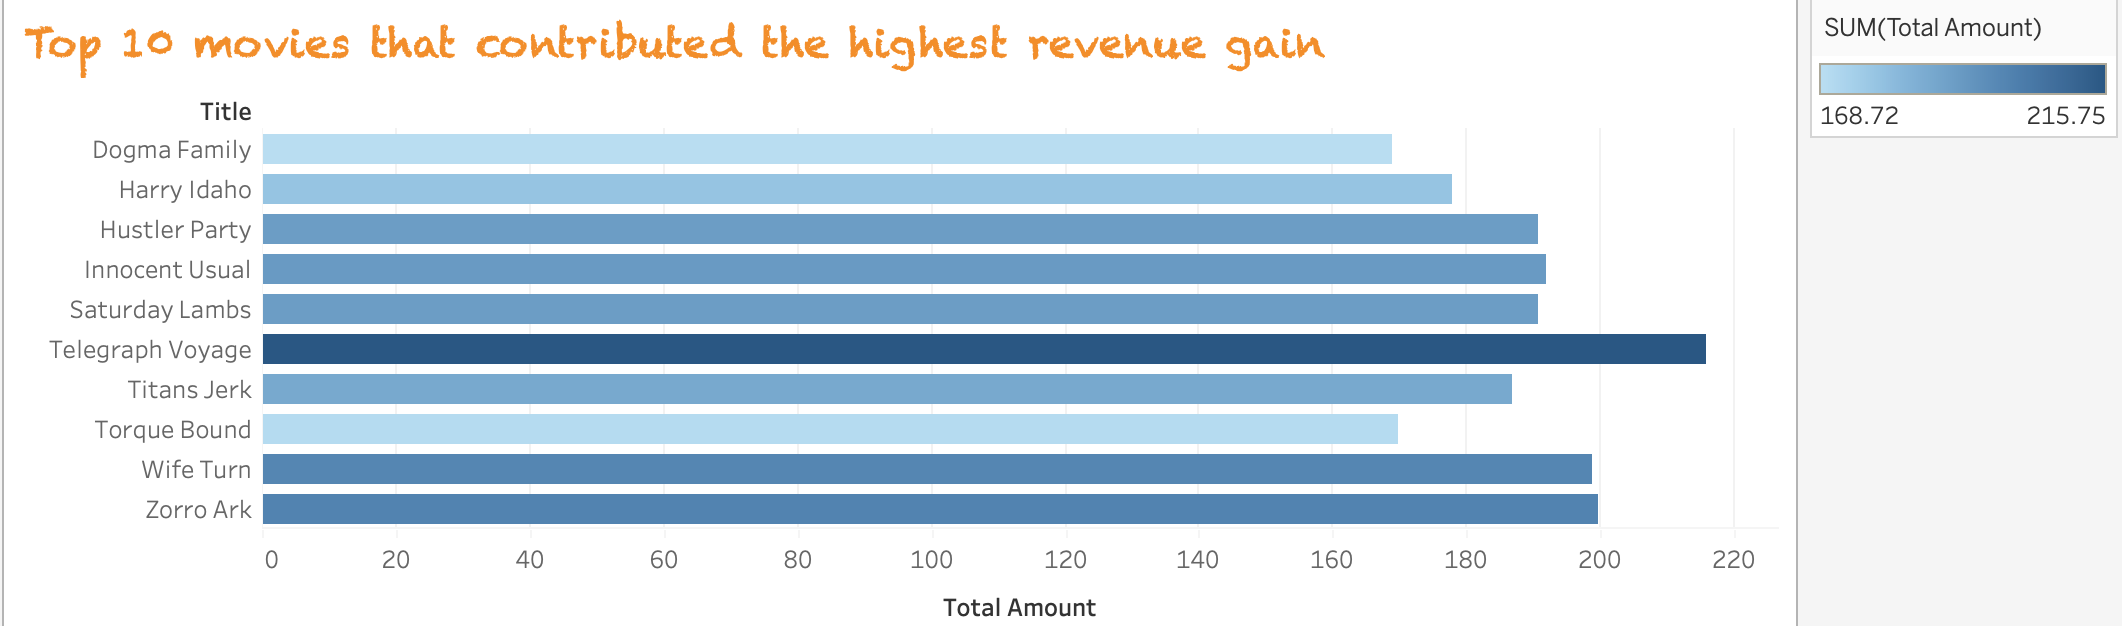 Top 10 movies that contributed the highest revenue gain
SUM(Total Amount)
168.72 215.75
Title
Dogma Family
Harry Idaho
Hustler Party
Innocent Usual
Saturday Lambs
Telegraph Voyage
Titans Jerk
Torque Bound
Wife Turn
Zorro Ark
0 20 40 60 80 100 120 140 160 180 200 220
Total Amount